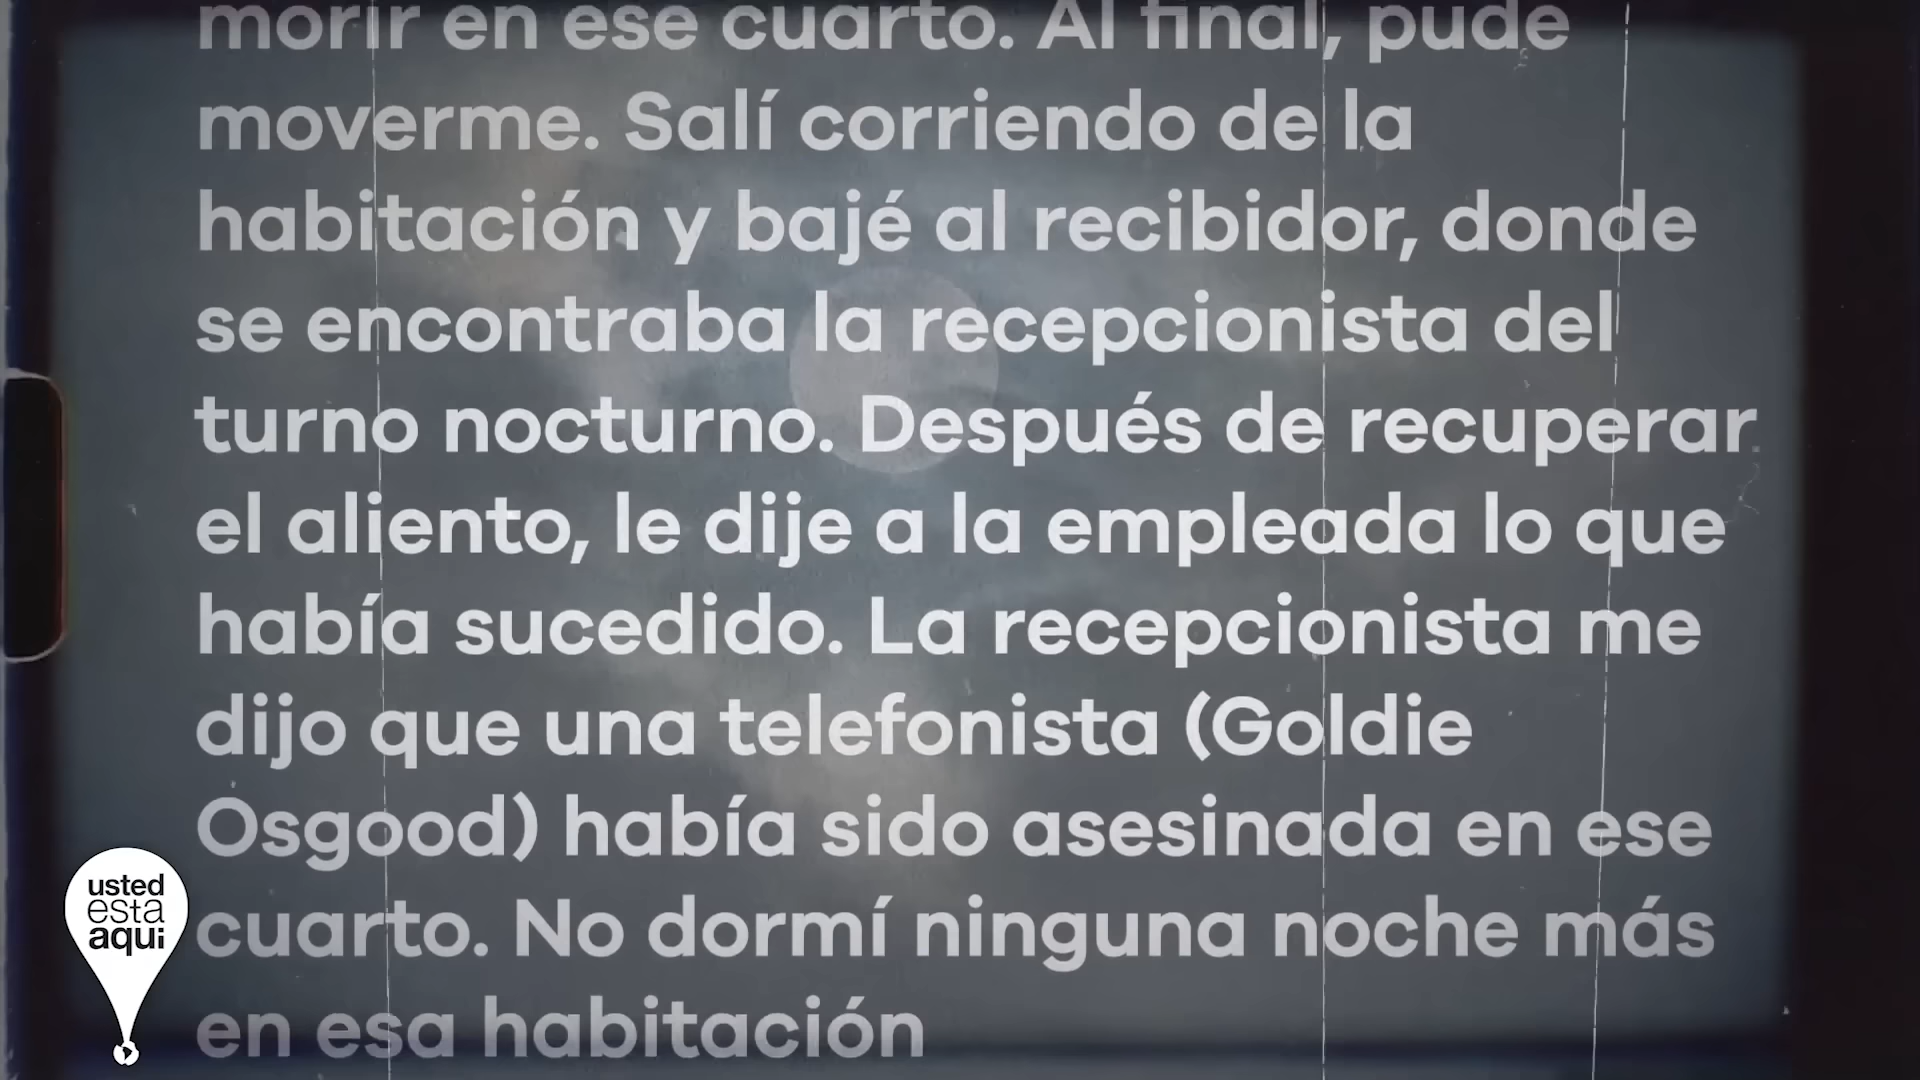 morir en ese cuarto. Al final, pude
moverme. Salí corriendo de la
habitación y bajé al recibidor, donde
se encontraba la recepcionista del
turno nocturno. Después de recuperar
el aliento, le dije a la empleada lo que
había sucedido. La recepcionista me
dijo que una telefonista (Goldie
Osgood) había sido asesinada en ese
cuarto. No dormí ninguna noche más
en esa habitación
usted
esta
aqui